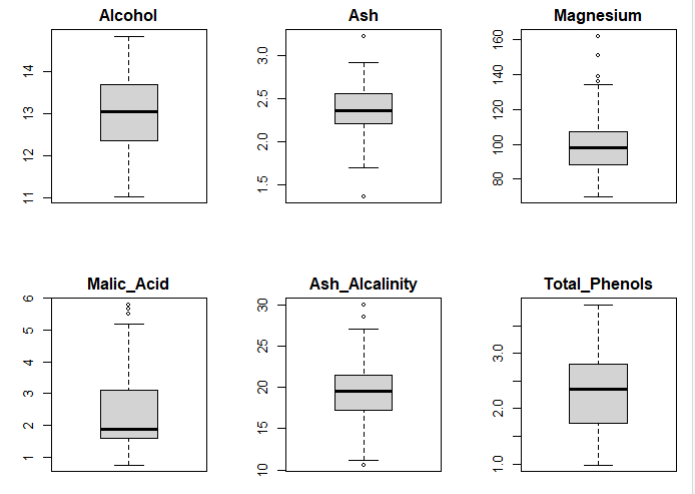 Alcohol
11 12 13 14
Ash
1.5 2.0 2.5 3.0
Magnesium
80 100 120 140 160
Malic_Acid
1 2 3 4 5 6
Ash_Alcalinity
10 15 20 25 30
Total_Phenols
1.0 2.0 3.0